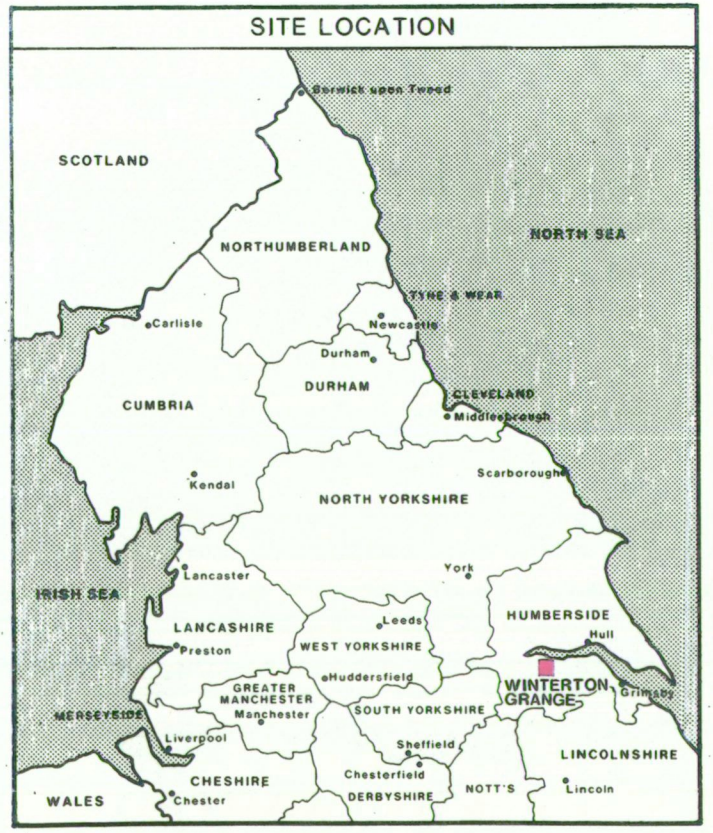 SITE LOCATION
Berwick upon Tweed
SCOTLAND
NORTH SEA
NORTHUMBERLAND
TYNE & WEAR
Carlisle
Newcastle
Durham
DURHAM
CLEVELAND
CUMBRIA
Middlesbrough
Scarborough
Kendal
NORTH YORKSHIRE
York
Lancaster
IRISH SEA
HUMBERSIDE
Leeds
LANCASHIRE
Hull
WEST YORKSHIRE
Preston
Huddersfield
WINTERTON
GRANGE
Grimsby
GREATER
MANCHESTER
Manchester
SOUTH YORKSHIRE
MERSEYSIDE
Liverpool
Sheffield
LINCOLNSHIRE
Chesterfield
CHESHIRE
NOTT'S
Lincoln
DERBYSHIRE
WALES
Chester